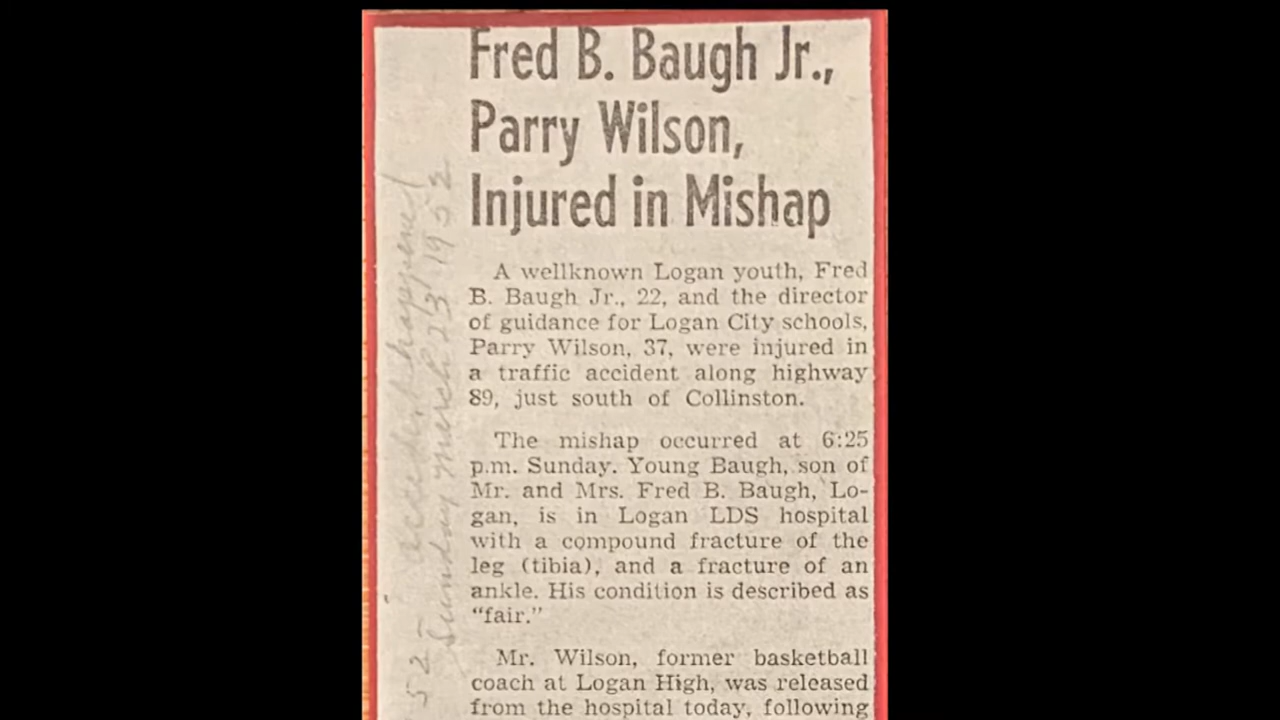 Fred B. Baugh Jr.,
Parry Wilson,
Injured in Mishap
A wellknown Logan youth, Fred
B. Baugh Jr., 22, and the director
of guidance for Logan City schools,
Parry Wilson, 37, were injured in
a traffic accident along highway
89, just south of Collinston.
The mishap occurred at 6:25
p.m. Sunday. Young Baugh, son of
Mr. and Mrs. Fred B. Baugh, Lo-
gan, is in Logan LDS hospital
with a compound fracture of the
leg (tibia), and a fracture of an
ankle. His condition is described as
"fair."
Mr. Wilson, former basketball
coach at Logan High, was released
from the hospital today, following
52 - accident happened
Sunday March 23 1952